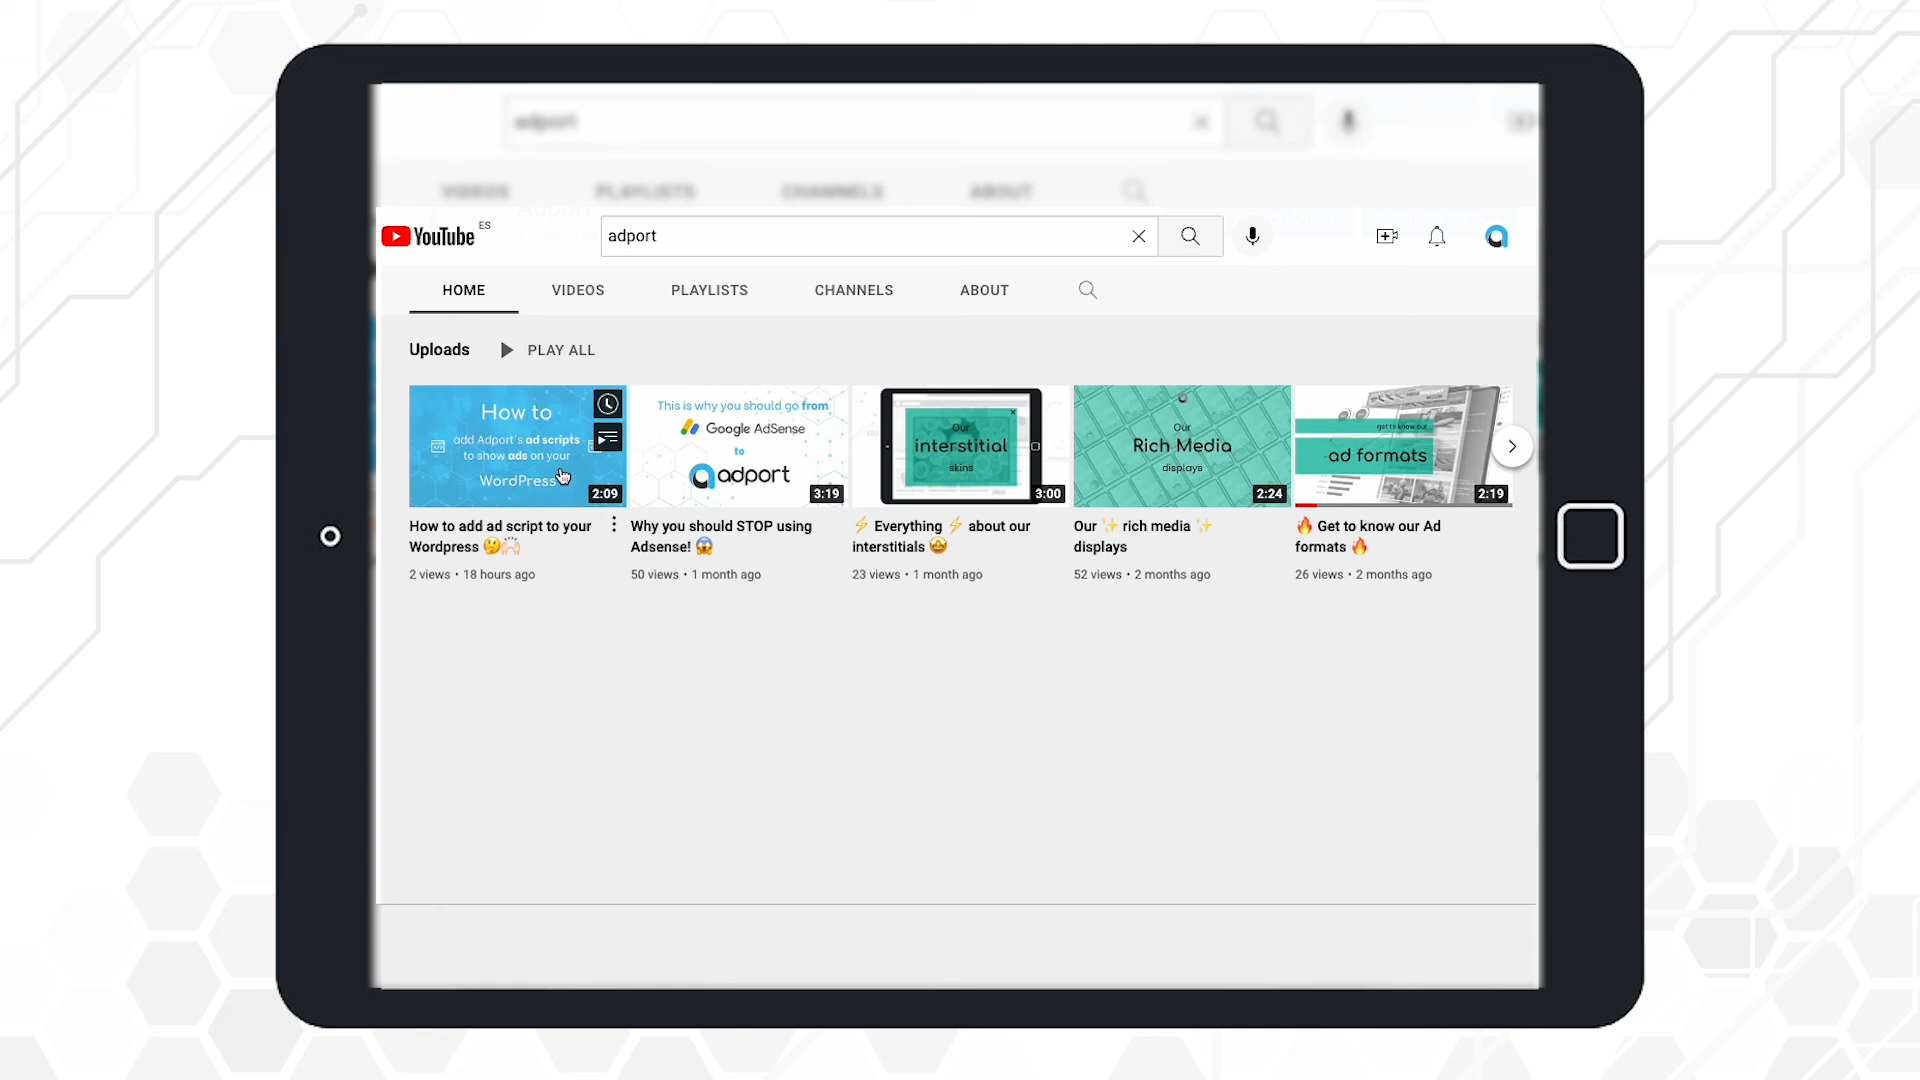 adport
VIDEOS PLAYLISTS CHANNELS ABOUT
YouTube ES
adport
HOME VIDEOS PLAYLISTS CHANNELS ABOUT
Uploads PLAY ALL
How to
add Adport's ad scripts
to show ads on your
WordPress
2:09
This is why you should go from
Google AdSense
to
adport
3:19
Our
interstitial
skins
3:00
Our
Rich Media
displays
2:24
get to know our
ad formats
2:19
How to add ad script to your
Wordpress 🤔🙌🏻
2 views • 18 hours ago
Why you should STOP using
Adsense! 😱
50 views • 1 month ago
⚡ Everything ⚡ about our
interstitials 🤩
23 views • 1 month ago
Our ✨ rich media ✨
displays
52 views • 2 months ago
🔥 Get to know our Ad
formats 🔥
26 views • 2 months ago